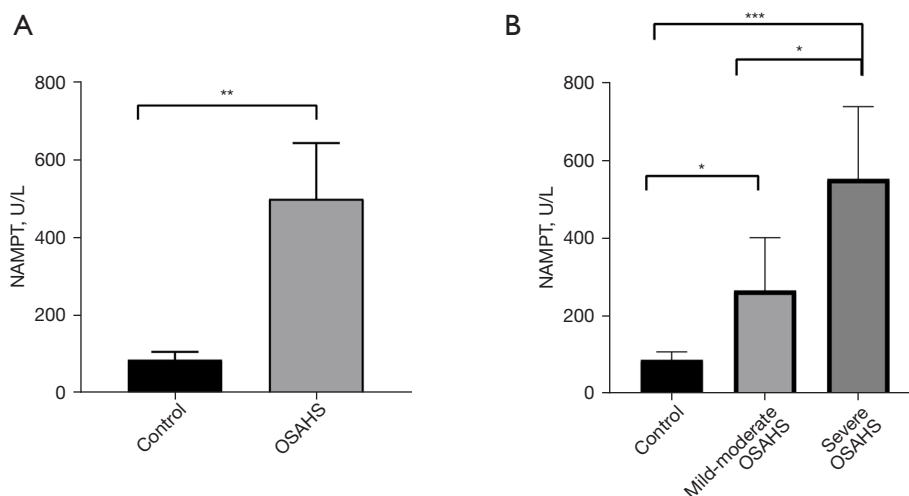 A
NAMPT, U/L
800
600
400
200
0
**
Control
OSAHS
B
NAMPT, U/L
800
600
400
200
0
***
*
*
Control
Mild-moderate
OSAHS
Severe
OSAHS